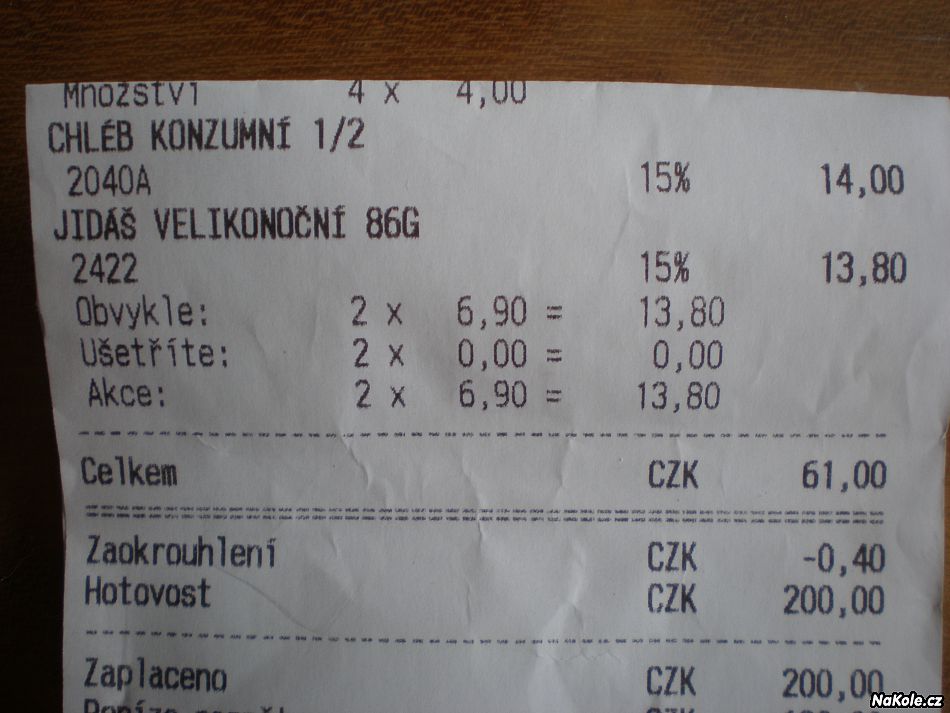 Množství 4 x 4,00
CHLÉB KONZUMNÍ 1/2
2040A 15% 14,00
JIDÁŠ VELIKONOČNÍ 86G
2422 15% 13,80
Obvykle: 2 x 6,90 = 13,80
Ušetříte: 2 x 0,00 = 0,00
Akce: 2 x 6,90 = 13,80
Celkem CZK 61,00
Zaokrouhlení CZK -0,40
Hotovost CZK 200,00
Zaplaceno CZK 200,00
NaKole.cz